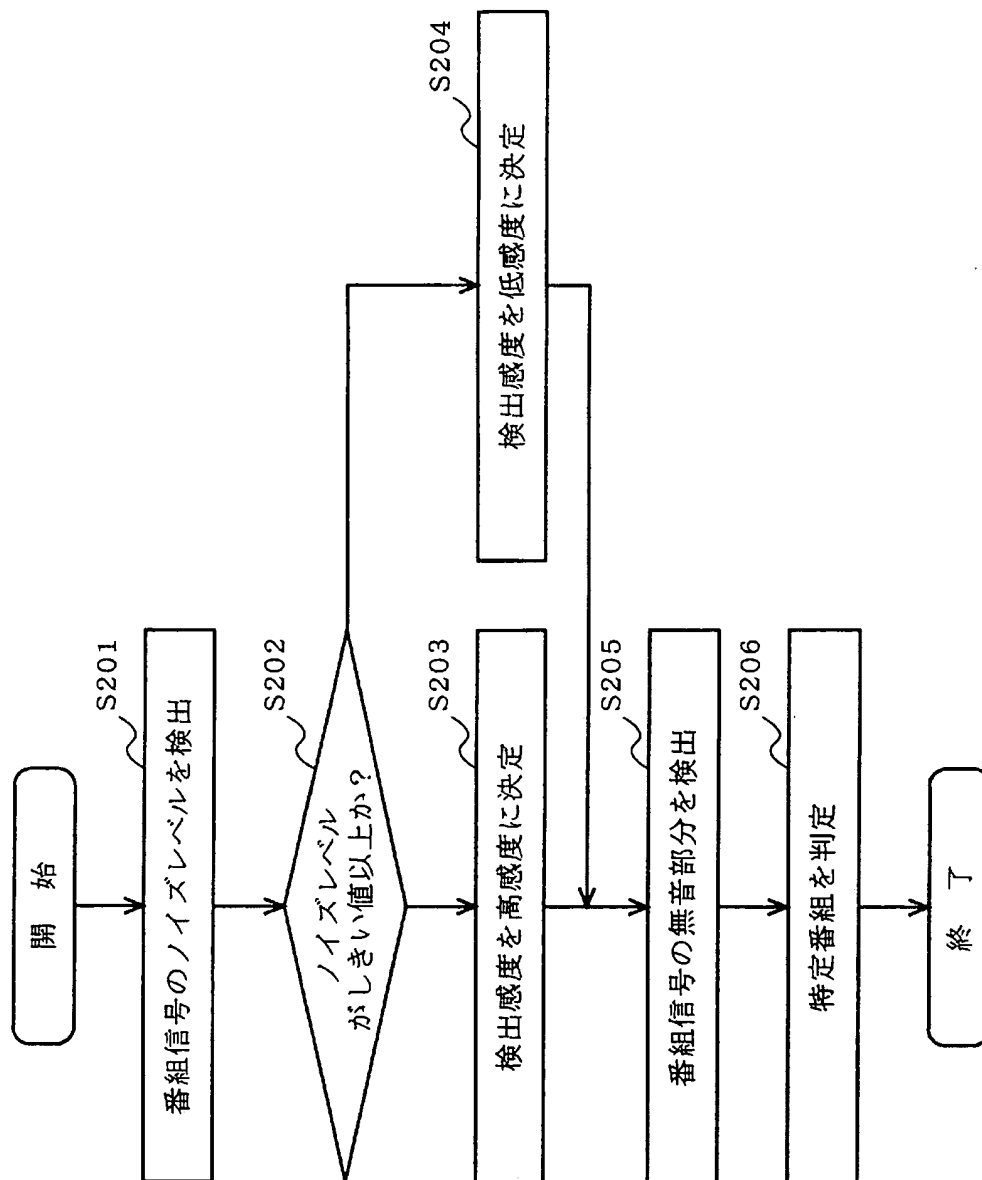 開始
S201
番組信号のノイズレベルを検出
S202
ノイズレベル
がしきい値以上か?
S203
検出感度を高感度に決定
S204
検出感度を低感度に決定
S205
番組信号の無音部分を検出
S206
特定番組を判定
終了